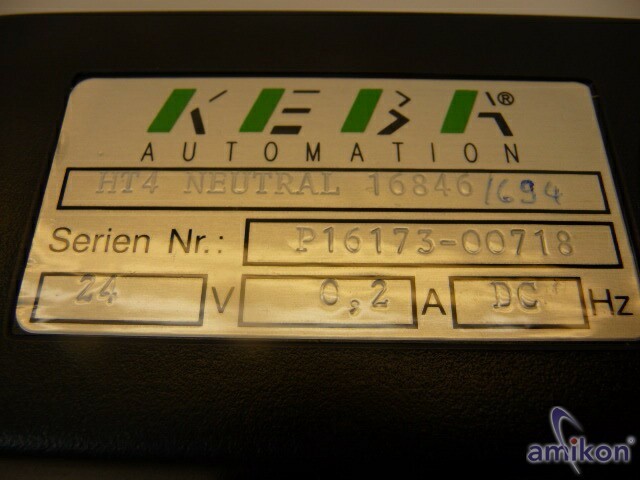 KEBA®
AUTOMATION
HT4 NEUTRAL 16846/694
Serien Nr.: P16173-00718
24 V 0,2 A DC Hz
amikon